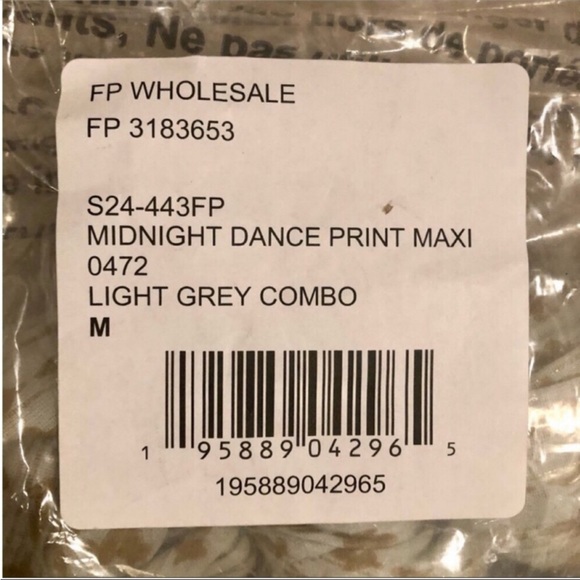 ants, Ne pas
FP WHOLESALE
FP 3183653
S24-443FP
MIDNIGHT DANCE PRINT MAXI
0472
LIGHT GREY COMBO
M
1 95889 04296 5
195889042965